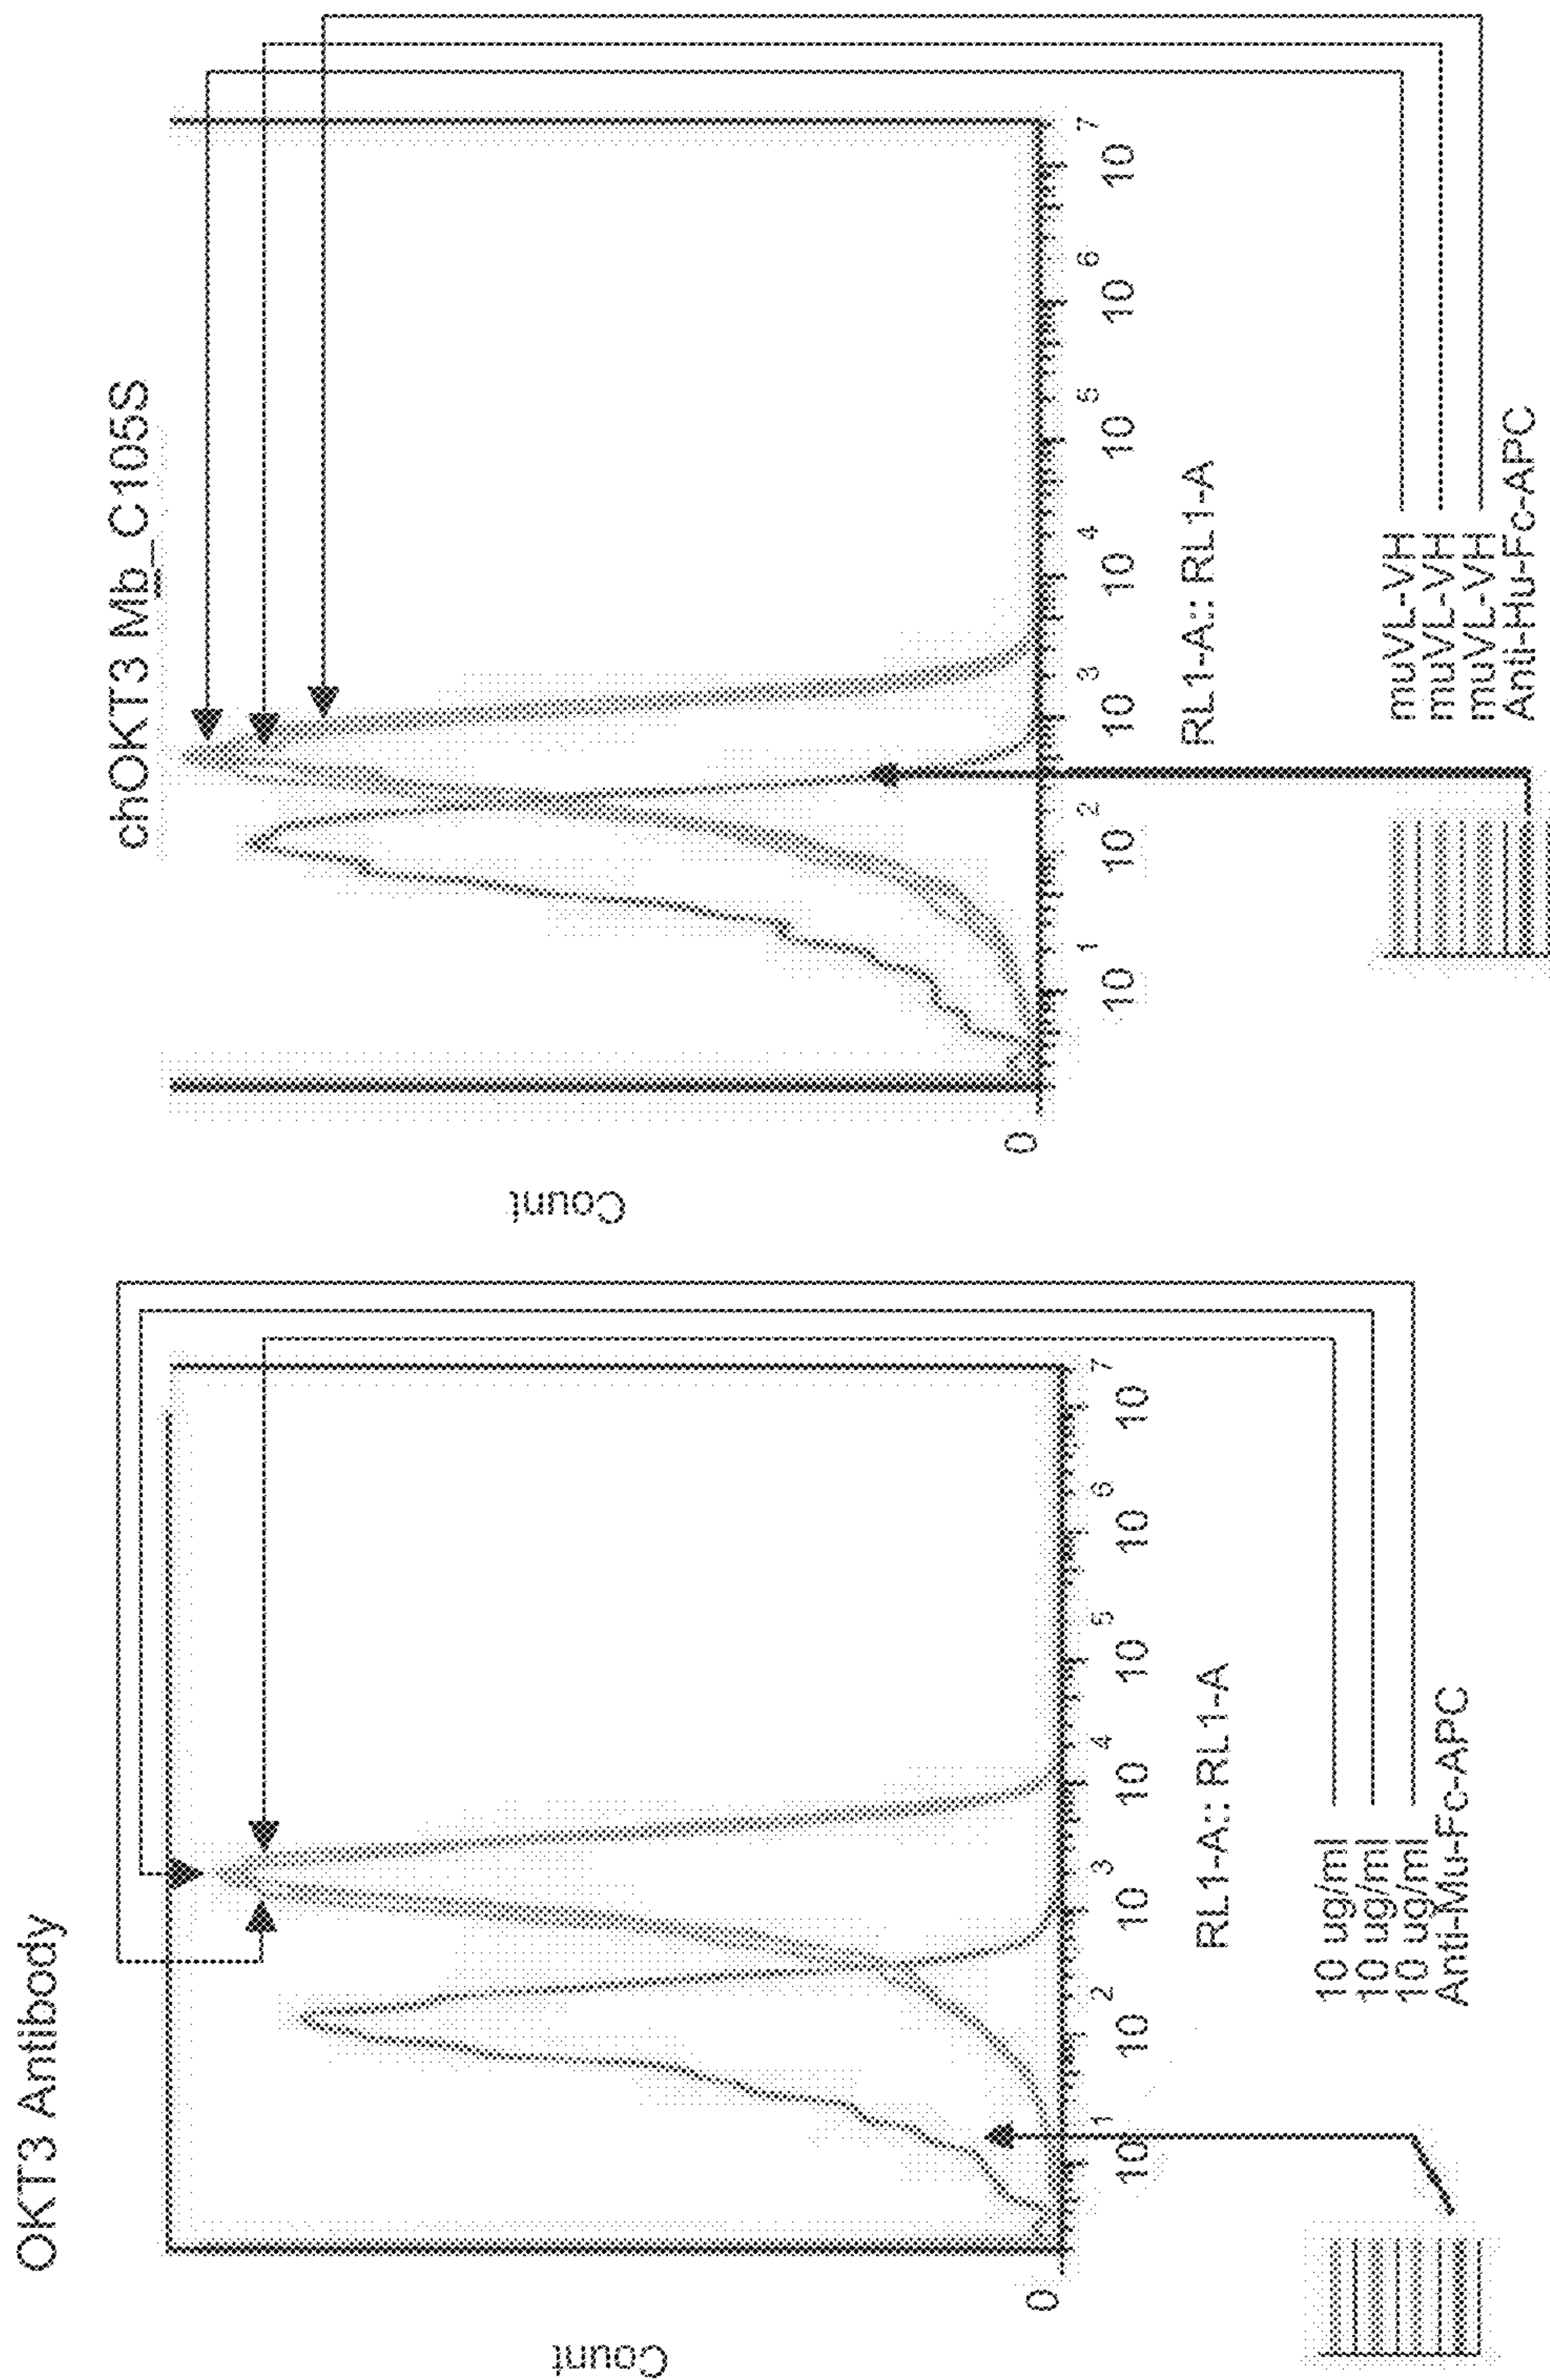 OKT3 Antibody
Count
0
10 1
10 2
10 3
10 4
10 5
10 6
10 7
RL1-A:: RL1-A
10 ug/ml
10 ug/ml
10 ug/ml
Anti-Mu-Fc-APC
chOKT3 Mb_C105S
Count
0
10 1
10 2
10 3
10 4
10 5
10 6
10 7
RL1-A:: RL1-A
muVL-VH
muVL-VH
muVL-VH
Anti-Hu-Fc-APC